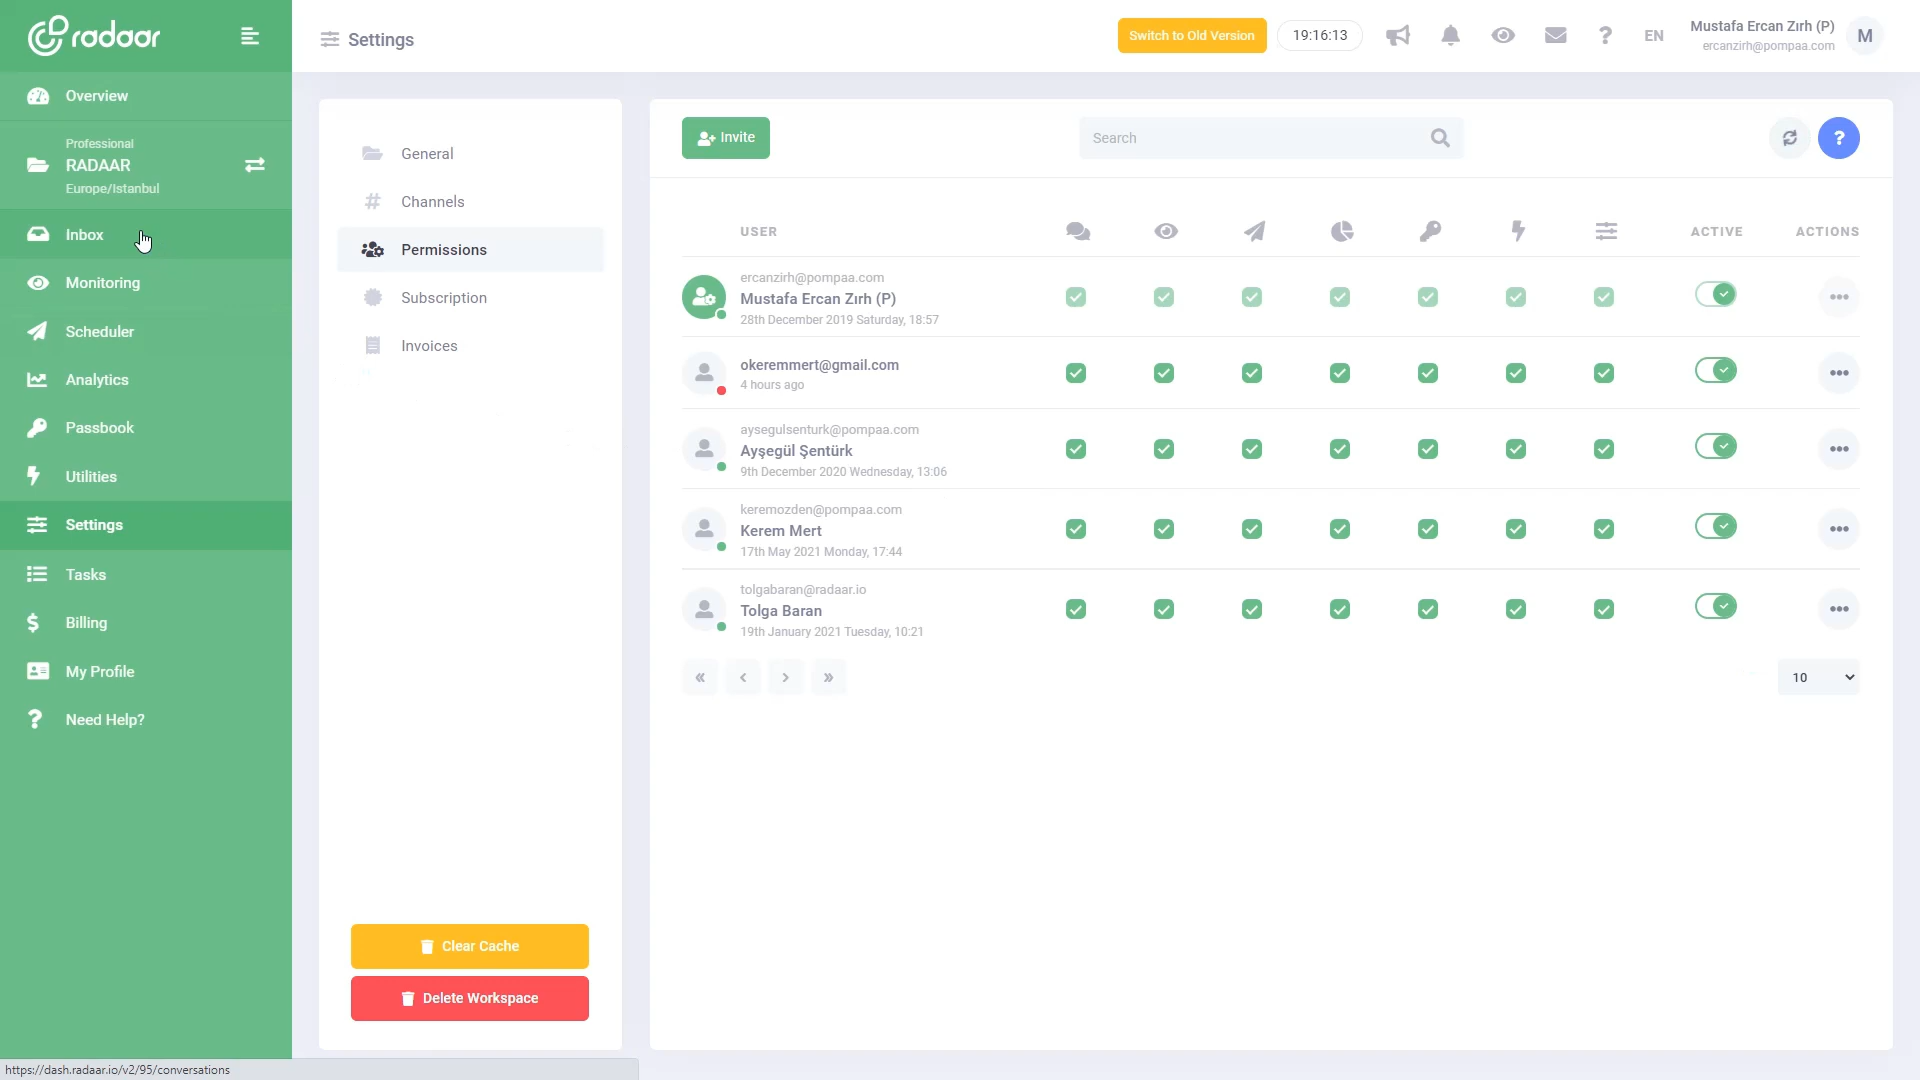 radaar
Settings
Switch to Old Version
19:16:13
EN
Mustafa Ercan Zırh (P)
ercanzirh@pompaa.com
M
Overview
Professional
RADAAR
Europe/Istanbul
Inbox
Monitoring
Scheduler
Analytics
Passbook
Utilities
Settings
Tasks
Billing
My Profile
Need Help?
General
Channels
Permissions
Subscription
Invoices
Clear Cache
Delete Workspace
Invite
Search
?
USER
ACTIVE
ACTIONS
ercanzirh@pompaa.com
Mustafa Ercan Zırh (P)
28th December 2019 Saturday, 18:57
okeremmert@gmail.com
4 hours ago
aysegulsenturk@pompaa.com
Ayşegül Şentürk
9th December 2020 Wednesday, 13:06
keremozden@pompaa.com
Kerem Mert
17th May 2021 Monday, 17:44
tolgabaran@radaar.io
Tolga Baran
19th January 2021 Tuesday, 10:21
« ‹ › »
10
https://dash.radaar.io/v2/95/conversations